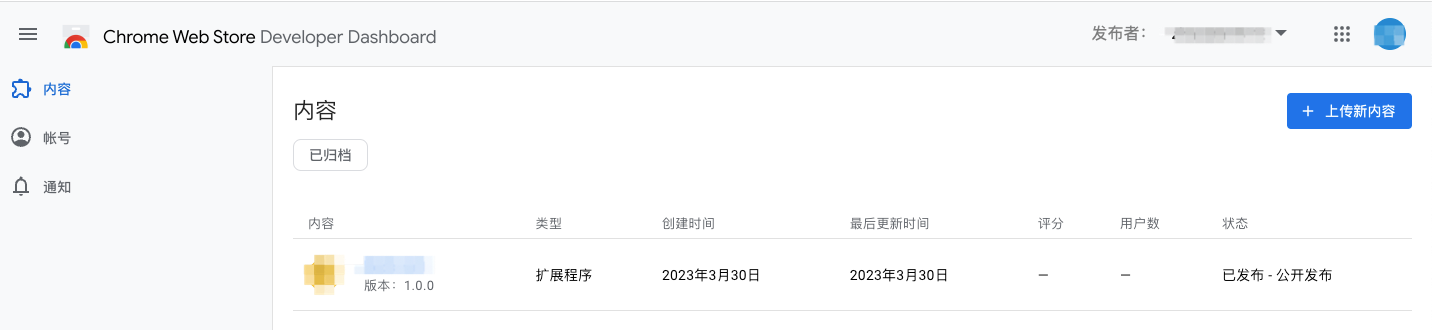 Chrome Web Store Developer Dashboard
发布者：
内容
帐号
通知
内容
+ 上传新内容
已归档
内容 类型 创建时间 最后更新时间 评分 用户数 状态
扩展程序 2023年3月30日 2023年3月30日 – – 已发布 - 公开发布
版本：1.0.0